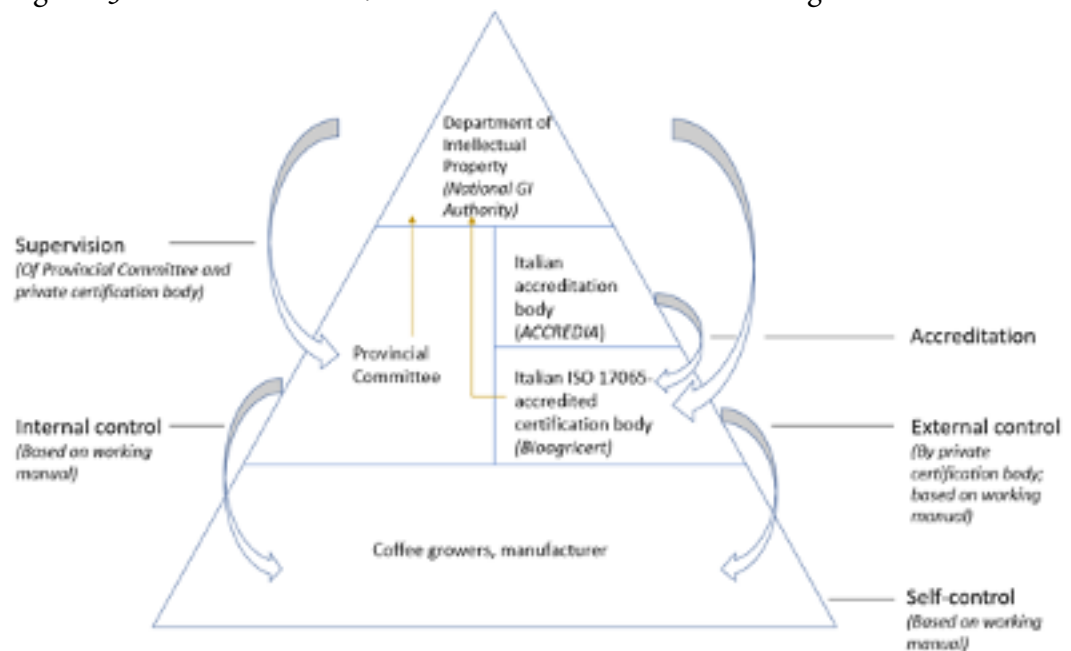 Department of
Intellectual
Property
(National GI
Authority)
Supervision
(Of Provincial Committee and
private certification body)
Italian
accreditation
body
(ACCREDIA)
Accreditation
Provincial
Committee
Italian ISO 17065-
accredited
certification body
(Bioagricert)
Internal control
(Based on working
manual)
External control
(By private
certification body;
based on working
manual)
Coffee growers, manufacturer
Self-control
(Based on working
manual)